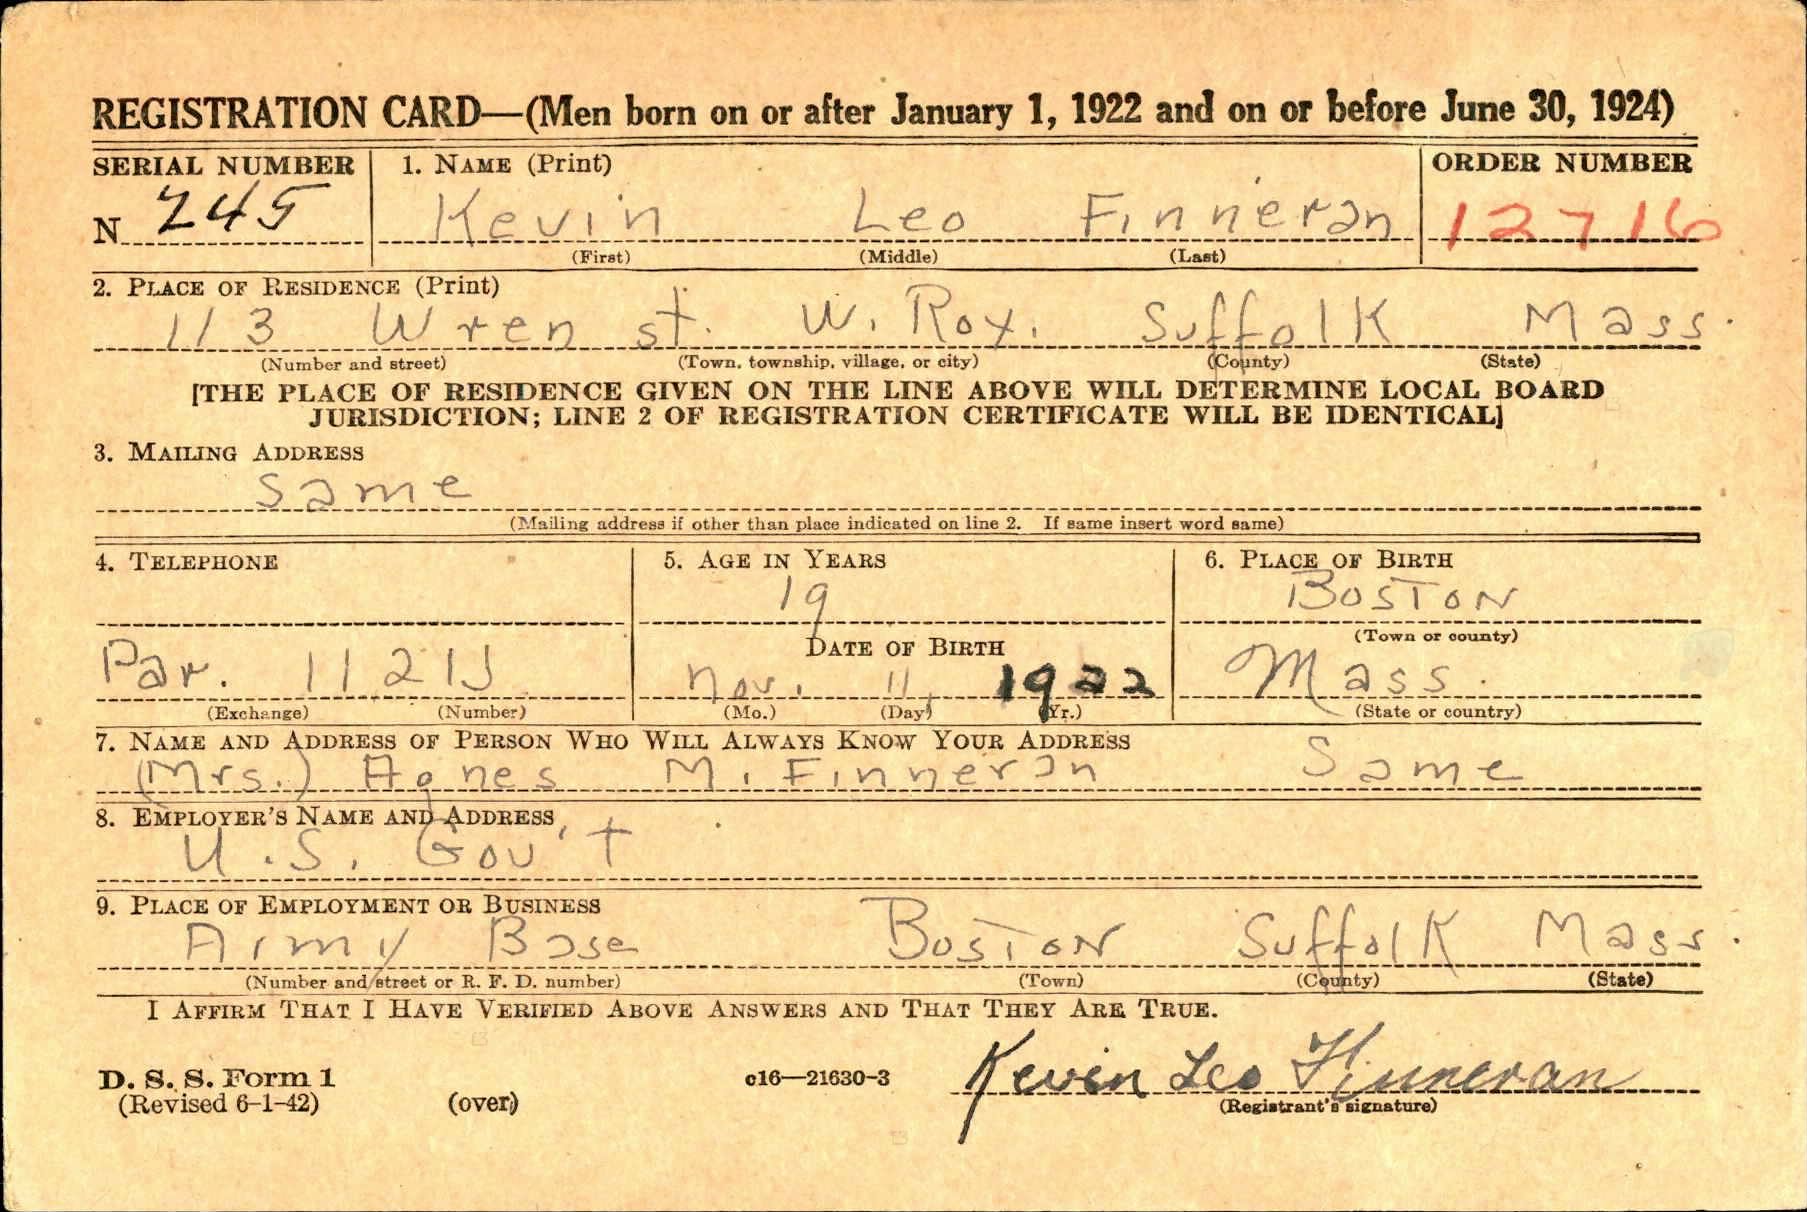 REGISTRATION CARD—(Men born on or after January 1, 1922 and on or before June 30, 1924)
SERIAL NUMBER 1. NAME (Print) ORDER NUMBER
N 245 Kevin Leo Finneran 12716
(First) (Middle) (Last)
2. PLACE OF RESIDENCE (Print)
113 Wren st. W. Rox. Suffolk Mass.
(Number and street) (Town, township, village, or city) (County) (State)
[THE PLACE OF RESIDENCE GIVEN ON THE LINE ABOVE WILL DETERMINE LOCAL BOARD
JURISDICTION; LINE 2 OF REGISTRATION CERTIFICATE WILL BE IDENTICAL]
3. MAILING ADDRESS
Same
(Mailing address if other than place indicated on line 2. If same insert word same)
4. TELEPHONE 5. AGE IN YEARS 6. PLACE OF BIRTH
19 BOSTON
DATE OF BIRTH (Town or county)
Par. 1121J Nov. 11, 1922 Mass.
(Exchange) (Number) (Mo.) (Day) (Yr.) (State or country)
7. NAME AND ADDRESS OF PERSON WHO WILL ALWAYS KNOW YOUR ADDRESS
(Mrs.) Agnes M. Finneran Same
8. EMPLOYER'S NAME AND ADDRESS
U.S. Gov't
9. PLACE OF EMPLOYMENT OR BUSINESS
Army Base BOSTON Suffolk Mass.
(Number and street or R. F. D. number) (Town) (County) (State)
I AFFIRM THAT I HAVE VERIFIED ABOVE ANSWERS AND THAT THEY ARE TRUE.
D. S. S. Form 1 c16—21630-3 Kevin Leo Finneran
(Revised 6-1-42) (over) (Registrant's signature)